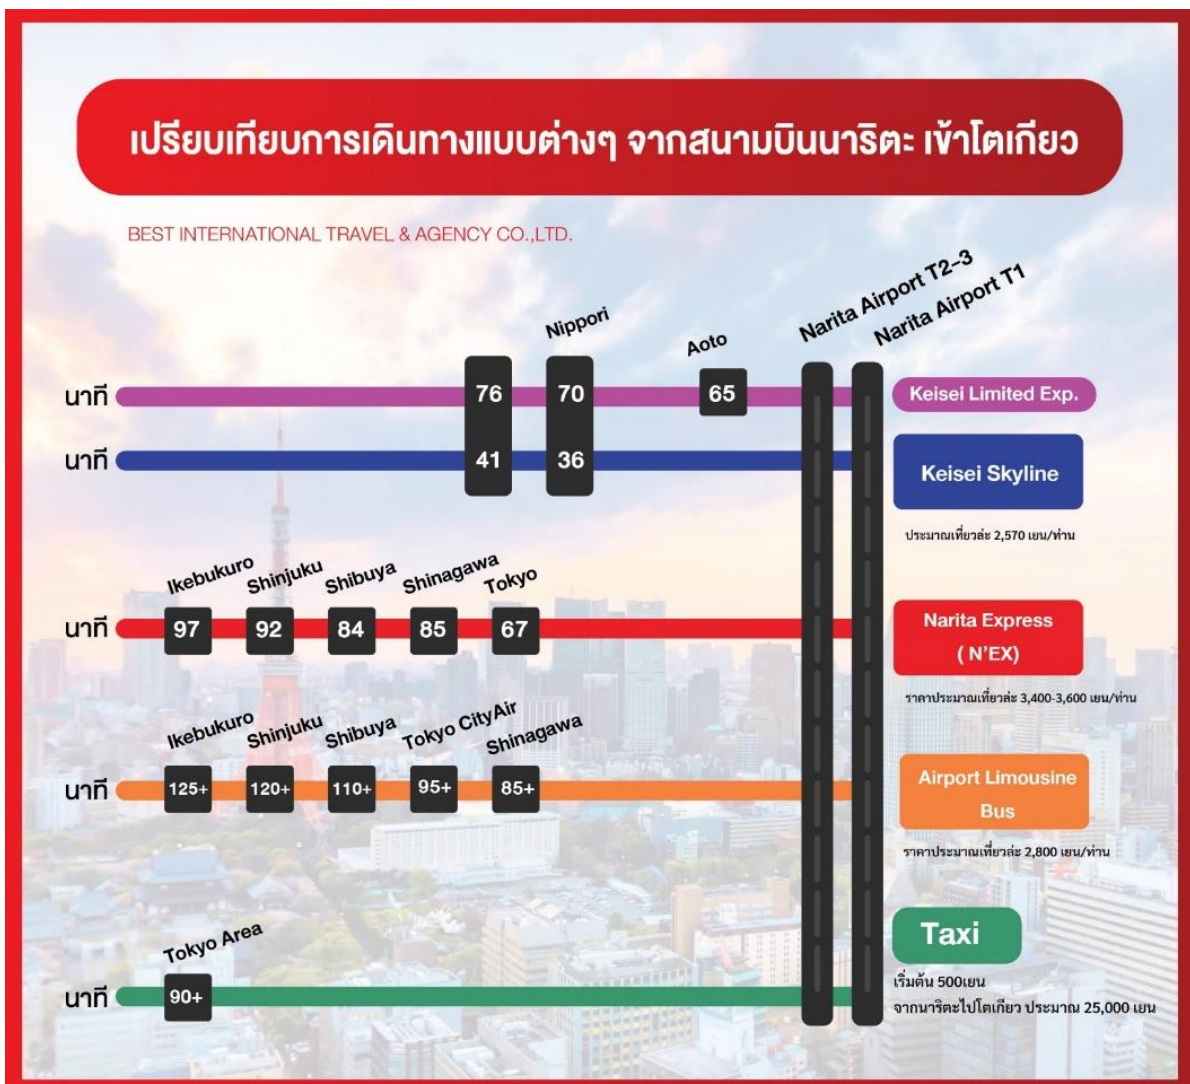 เปรียบเทียบการเดินทางแบบต่างๆ จากสนามบินนาริตะ เข้าโตเกียว
BEST INTERNATIONAL TRAVEL & AGENCY CO.,LTD.
Narita Airport T2-3
Narita Airport T1
Nippori
Aoto
นาที 76 70 65 Keisei Limited Exp.
นาที 41 36 Keisei Skyline
ประมาณเที่ยวล่ะ 2,570 เยน/ท่าน
Ikebukuro Shinjuku Shibuya Shinagawa Tokyo
นาที 97 92 84 85 67 Narita Express
( N'EX)
ราคาประมาณเที่ยวล่ะ 3,400-3,600 เยน/ท่าน
Ikebukuro Shinjuku Shibuya Tokyo CityAir Shinagawa
นาที 125+ 120+ 110+ 95+ 85+ Airport Limousine
Bus
ราคาประมาณเที่ยวล่ะ 2,800 เยน/ท่าน
Tokyo Area
Taxi
นาที 90+
เริ่มต้น 500เยน
จากนาริตะไปโตเกียว ประมาณ 25,000 เยน